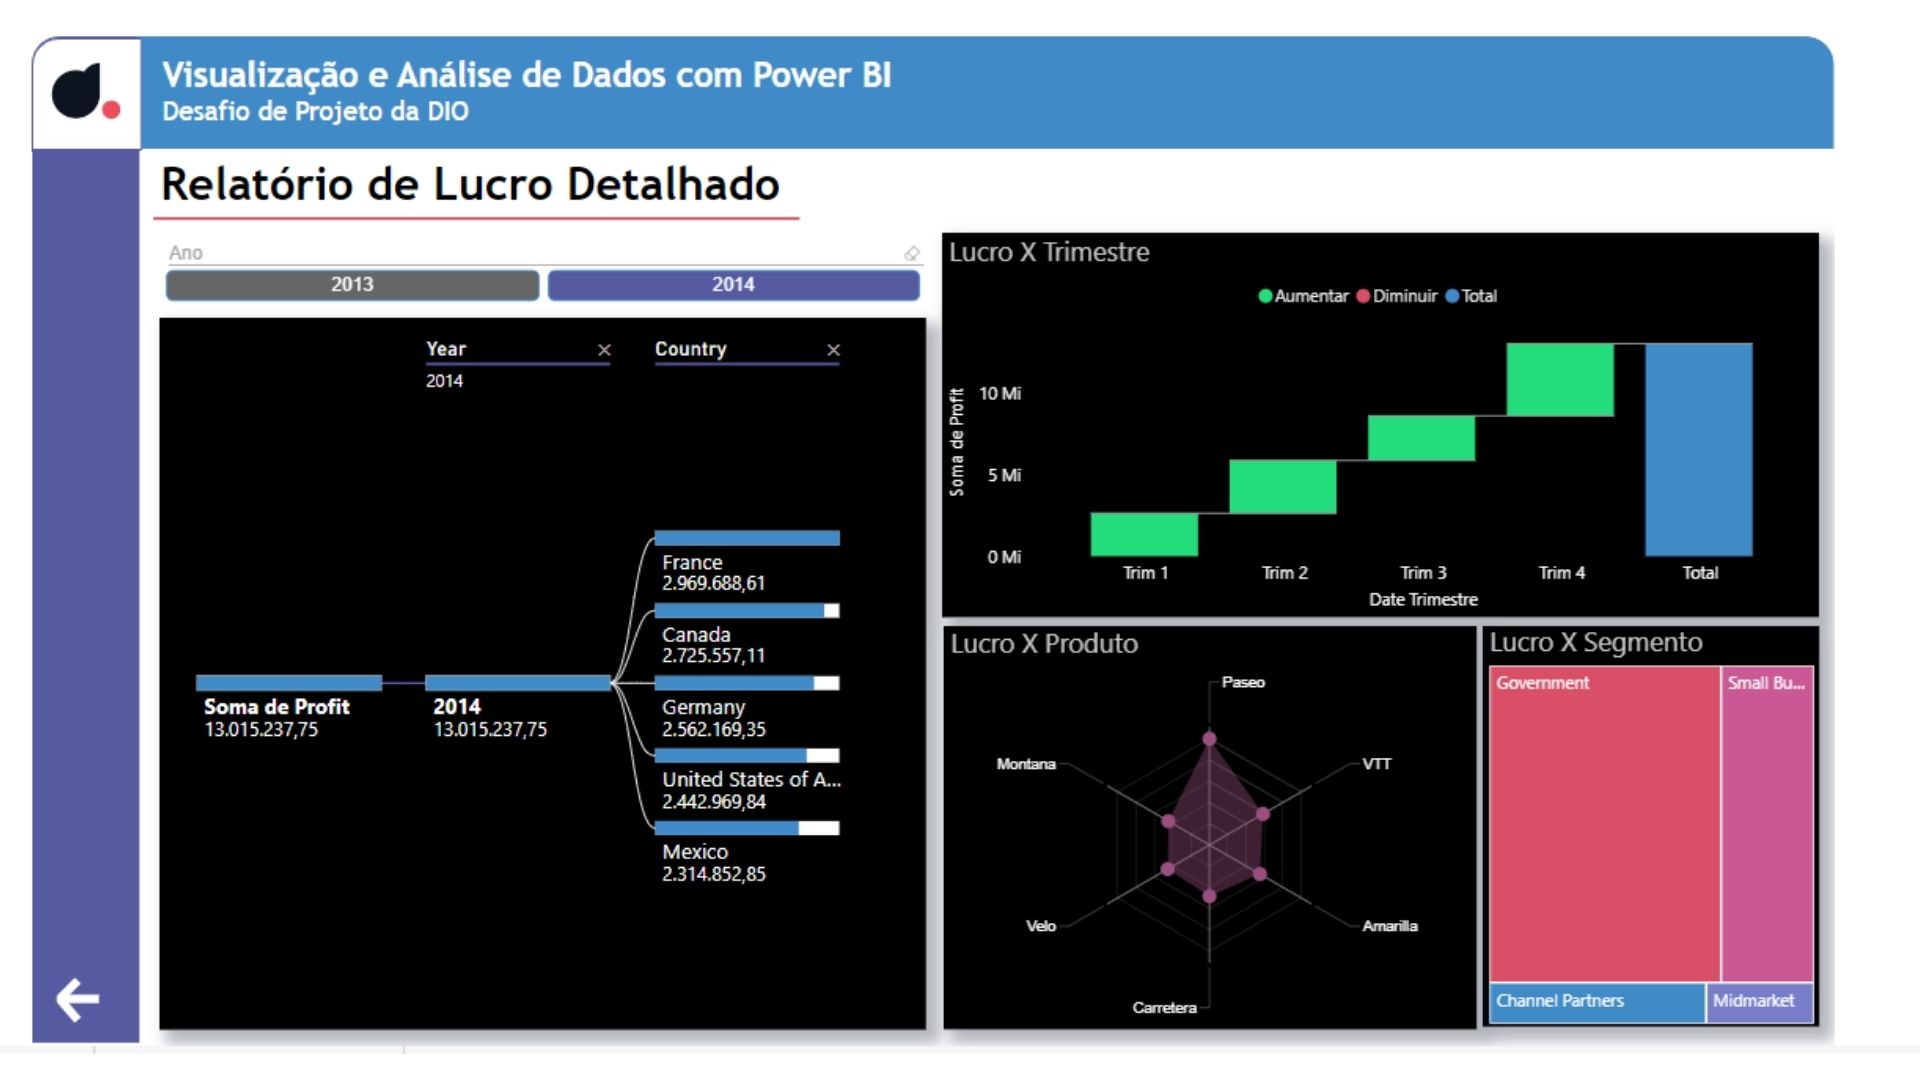 Visualização e Análise de Dados com Power BI
Desafio de Projeto da DIO
Relatório de Lucro Detalhado
Ano
2013
2014
Year
2014
Country
Soma de Profit
13.015.237,75
2014
13.015.237,75
France
2.969.688,61
Canada
2.725.557,11
Germany
2.562.169,35
United States of A...
2.442.969,84
Mexico
2.314.852,85
Lucro X Trimestre
Aumentar Diminuir Total
Soma de Profit
10 Mi
5 Mi
0 Mi
Trim 1 Trim 2 Trim 3 Trim 4 Total
Date Trimestre
Lucro X Produto
Paseo
VTT
Amarilla
Carretera
Velo
Montana
Lucro X Segmento
Government
Small Bu...
Channel Partners
Midmarket